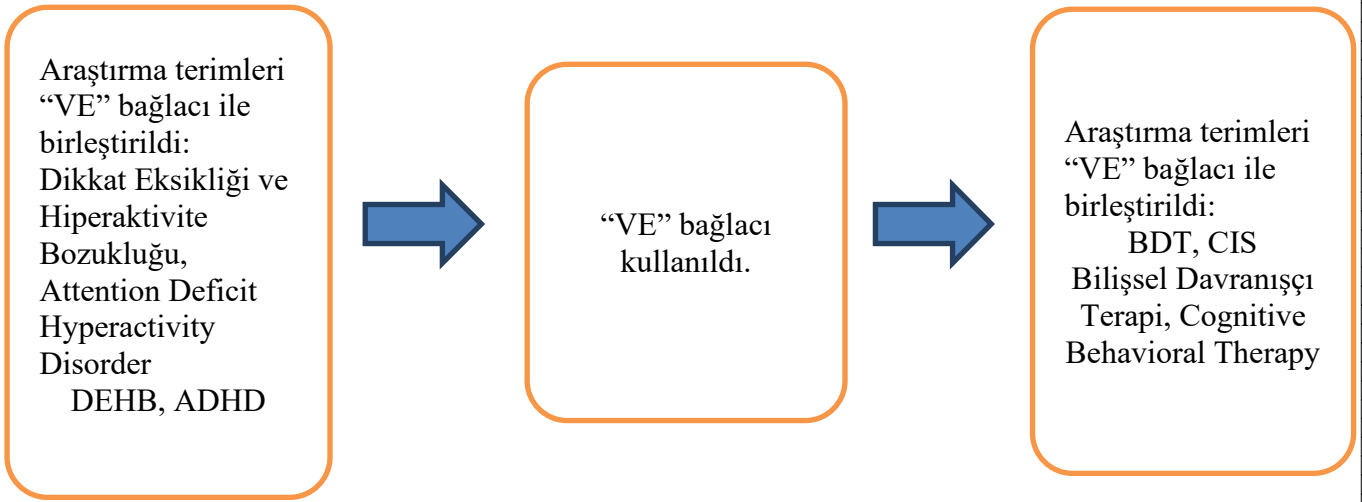 Araştırma terimleri
“VE” bağlacı ile
birleştirildi:
Dikkat Eksikliği ve
Hiperaktivite
Bozukluğu,
Attention Deficit
Hyperactivity
Disorder
DEHB, ADHD
“VE” bağlacı
kullanıldı.
Araştırma terimleri
“VE” bağlacı ile
birleştirildi:
BDT, CIS
Bilişsel Davranışçı
Terapi, Cognitive
Behavioral Therapy